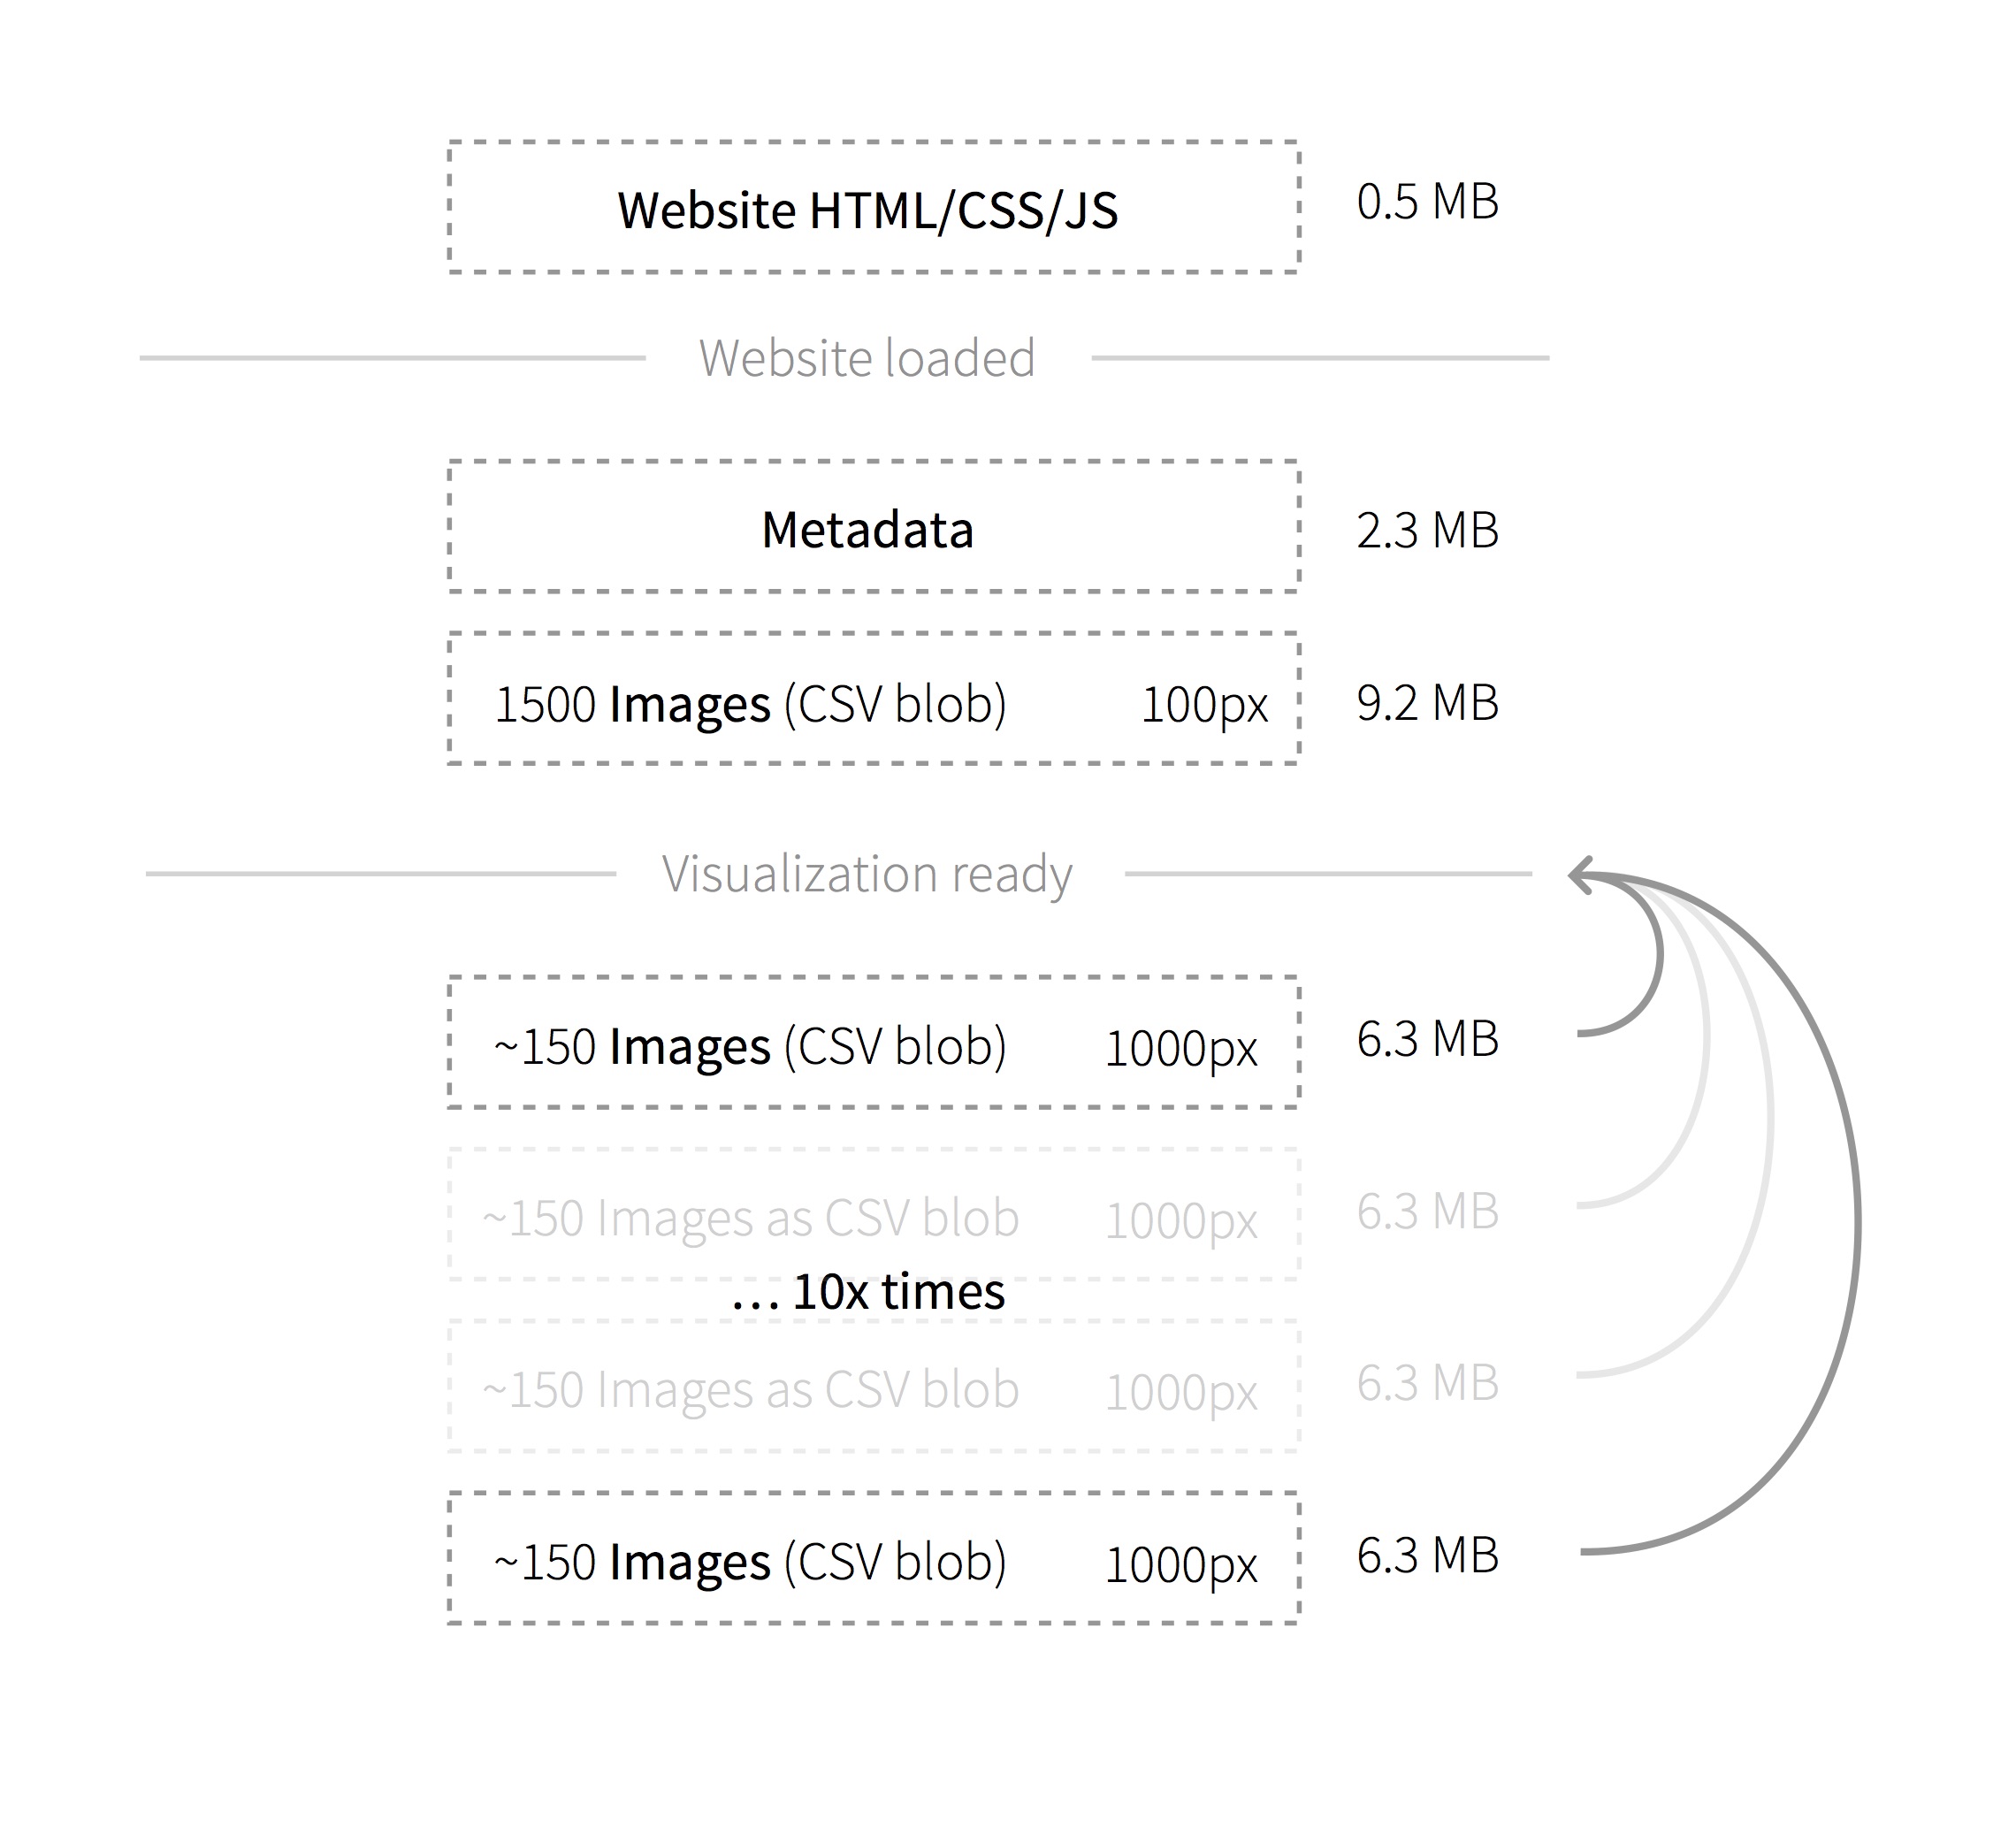 Website HTML/CSS/JS 0.5 MB
Website loaded
Metadata 2.3 MB
1500 Images (CSV blob) 100px 9.2 MB
Visualization ready
~150 Images (CSV blob) 1000px 6.3 MB
~150 Images as CSV blob 1000px 6.3 MB
... 10x times
~150 Images as CSV blob 1000px 6.3 MB
~150 Images (CSV blob) 1000px 6.3 MB